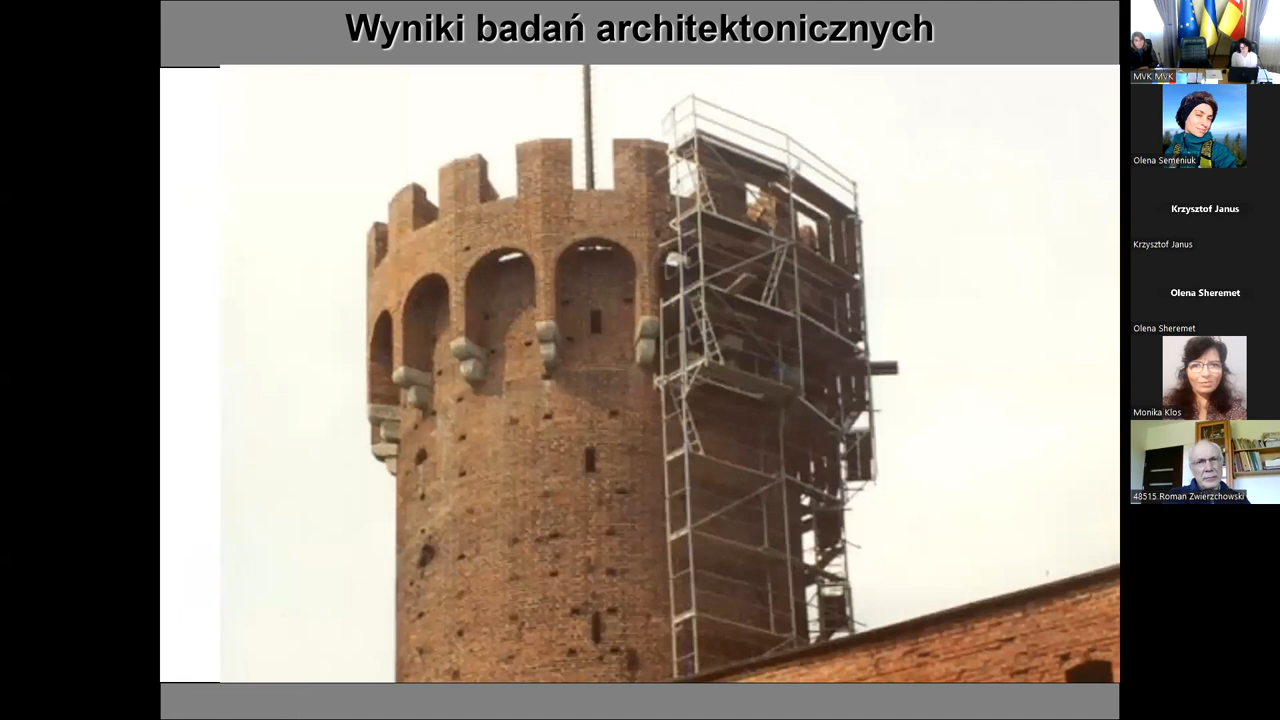 Wyniki badań architektonicznych
MVK MVK
Olena Semeniuk
Krzysztof Janus
Krzysztof Janus
Olena Sheremet
Olena Sheremet
Monika Klos
48515 Roman Zwierzchowski